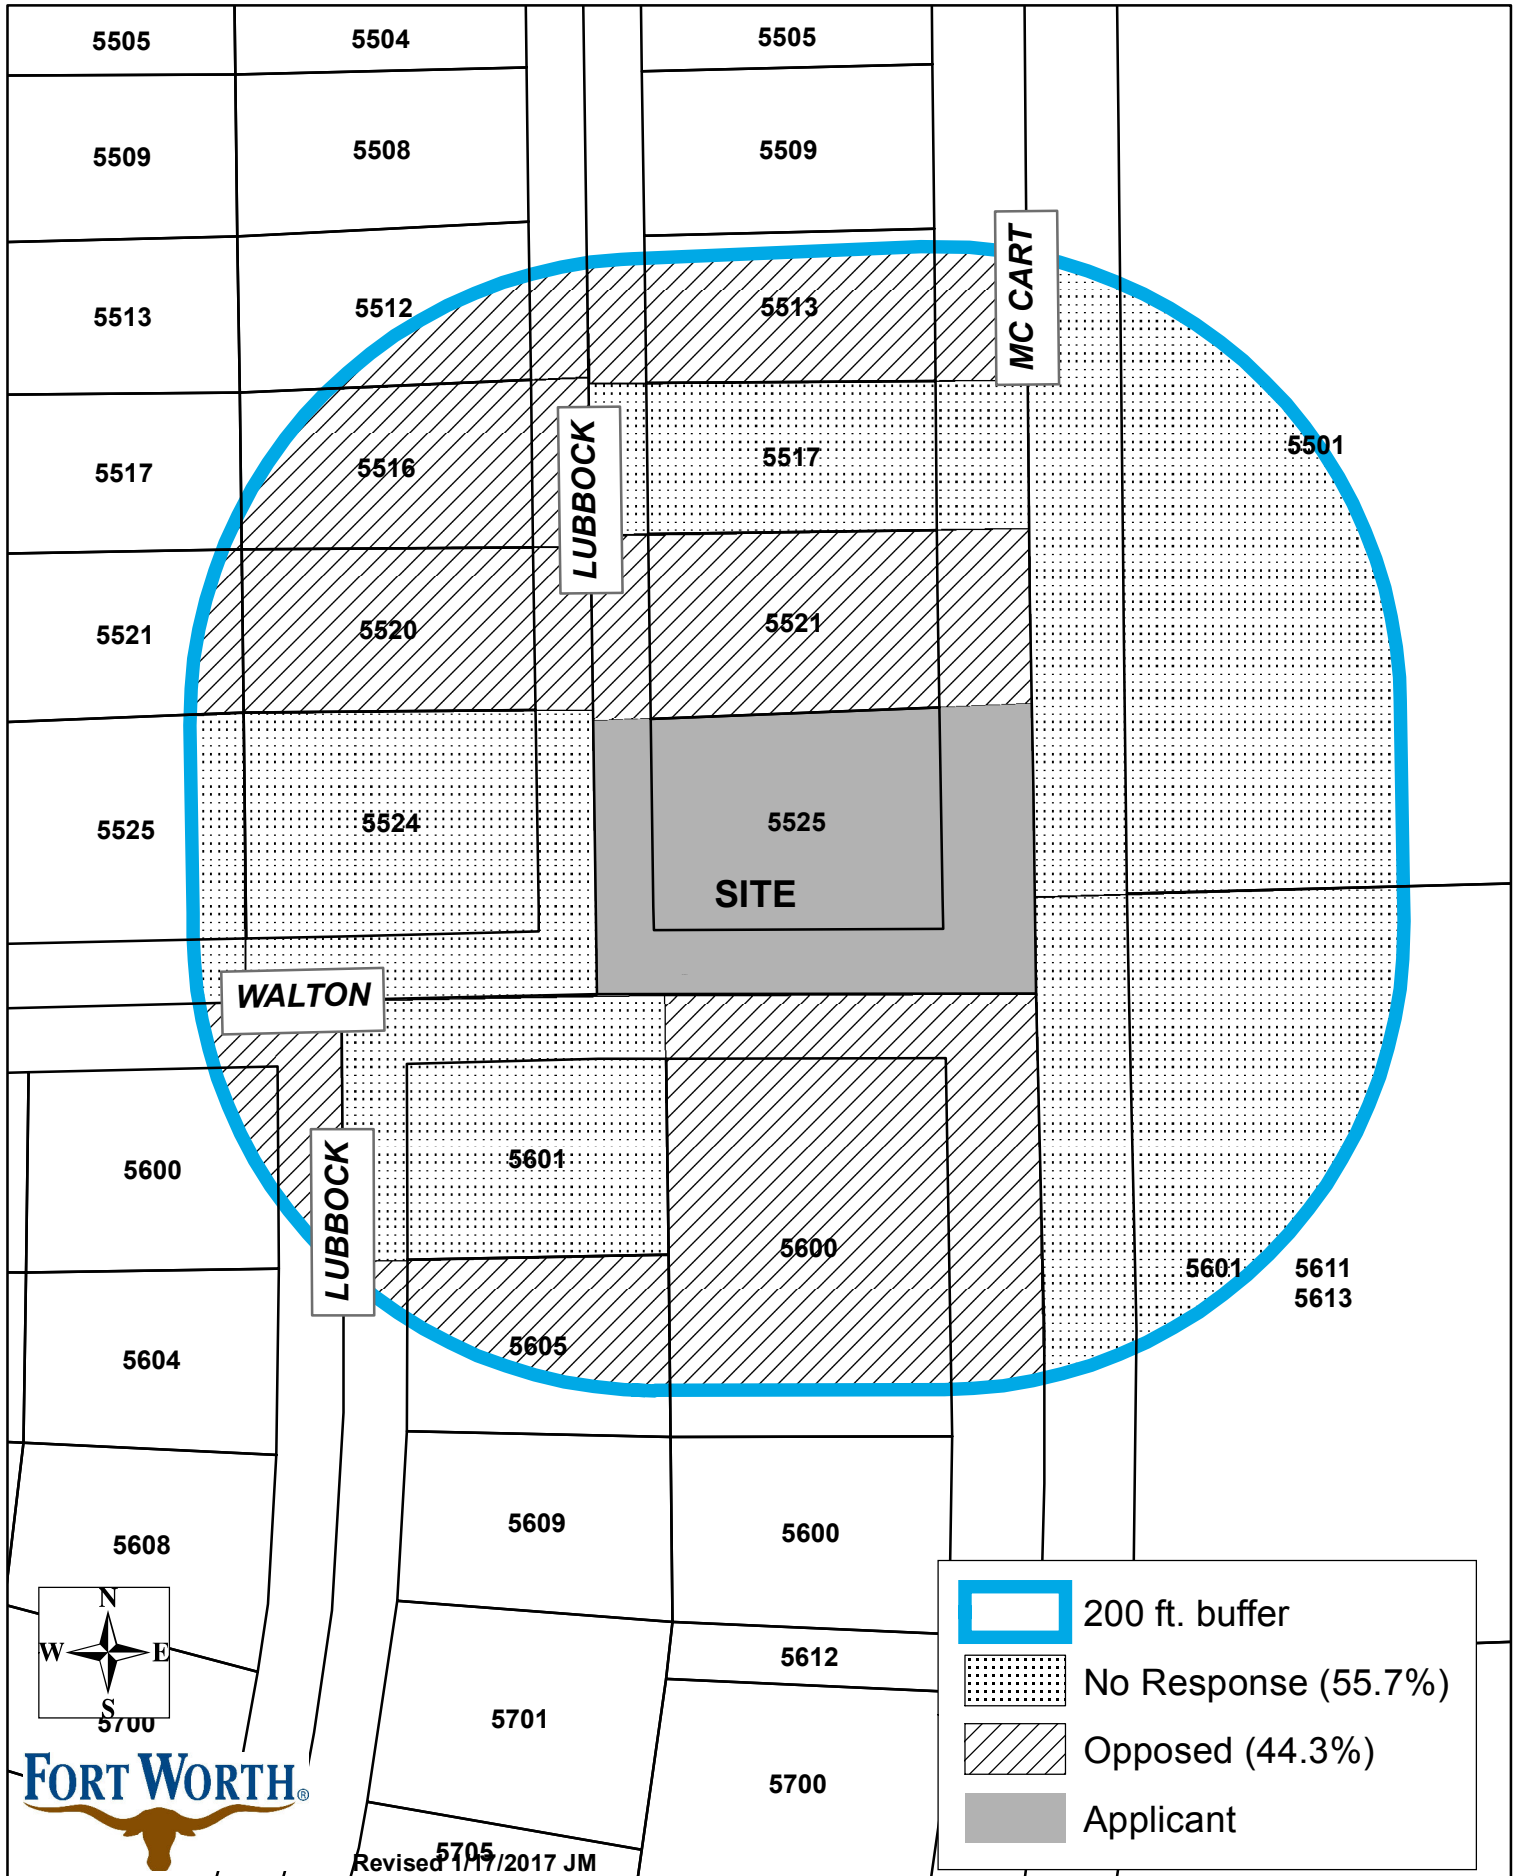 5505
5504
5505
5509
5508
5509
5513
5512
5513
MC CART
5517
5516
5517
5501
LUBBOCK
5521
5520
5521
5525
5524
5525
SITE
WALTON
5600
5601
5600
LUBBOCK
5601
5611
5613
5604
5605
5608
5609
5600
N
W E
S
5700
5701
5612
5700
5705
FORT WORTH®
Revised 1/17/2017 JM
200 ft. buffer
No Response (55.7%)
Opposed (44.3%)
Applicant